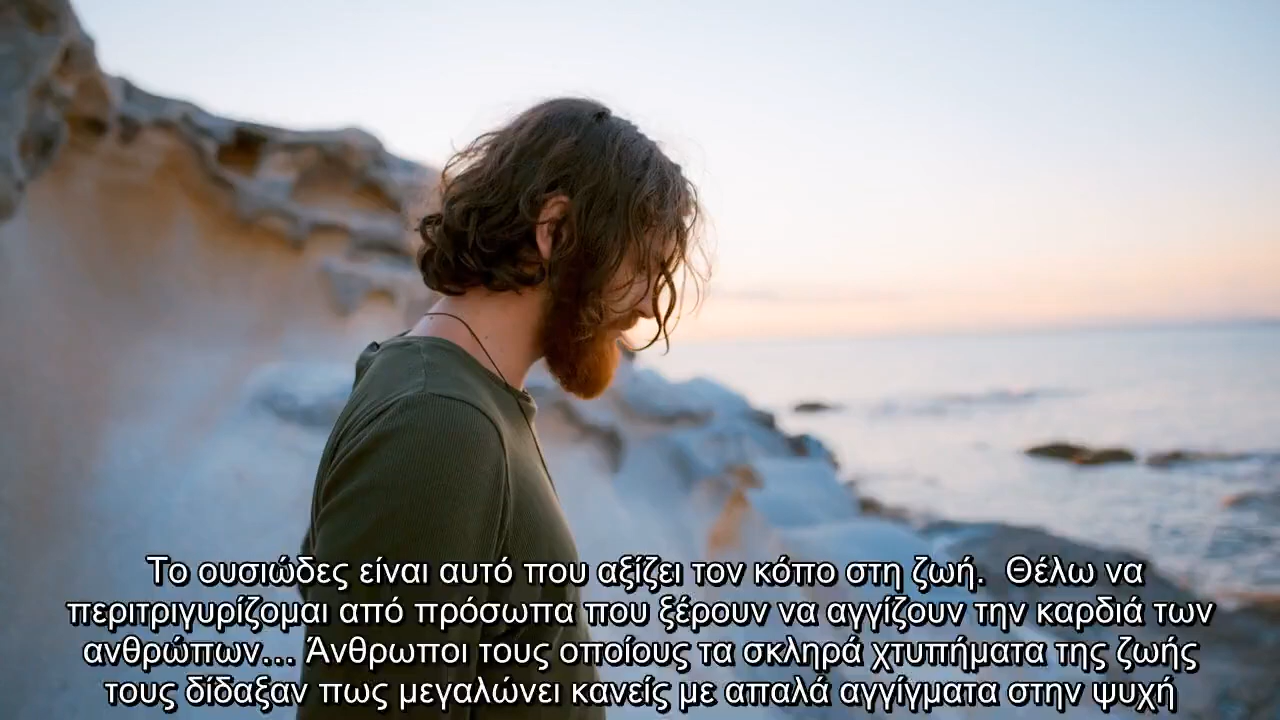 Το ουσιώδες είναι αυτό που αξίζει τον κόπο στη ζωή.  Θέλω να
περιτριγυρίζομαι από πρόσωπα που ξέρουν να αγγίζουν την καρδιά των
ανθρώπων... Άνθρωποι τους οποίους τα σκληρά χτυπήματα της ζωής
τους δίδαξαν πως μεγαλώνει κανείς με απαλά αγγίγματα στην ψυχή